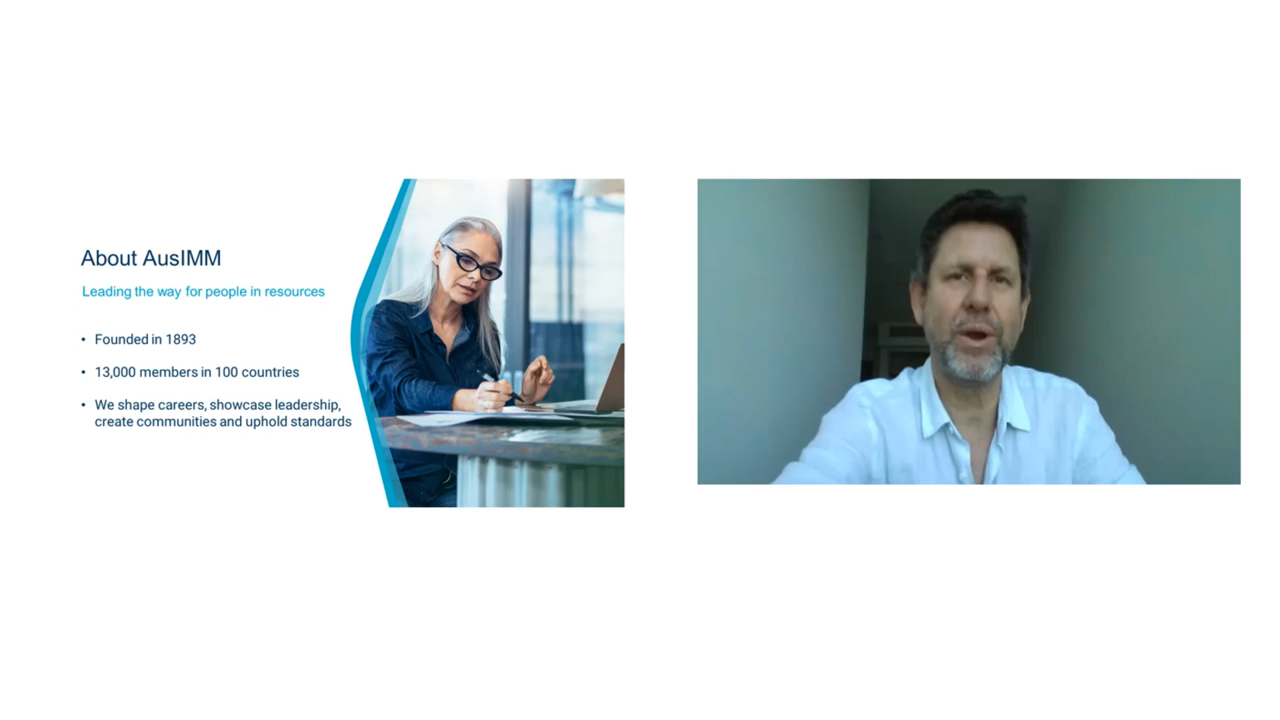 About AusIMM
Leading the way for people in resources
• Founded in 1893
• 13,000 members in 100 countries
• We shape careers, showcase leadership,
create communities and uphold standards